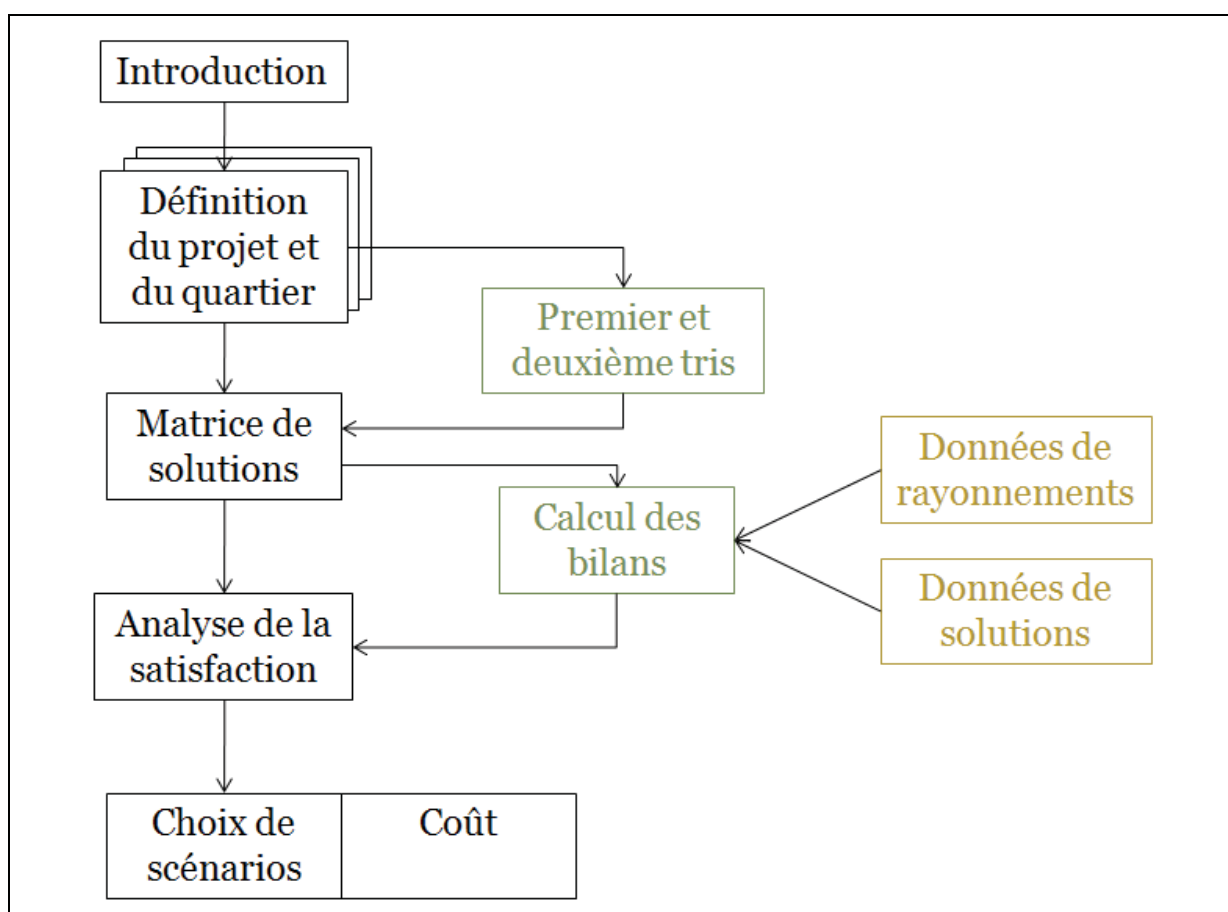 Introduction
Définition
du projet et
du quartier
Premier et
deuxième tris
Matrice de
solutions
Données de
rayonnements
Calcul des
bilans
Données de
solutions
Analyse de la
satisfaction
Choix de
scénarios
Coût